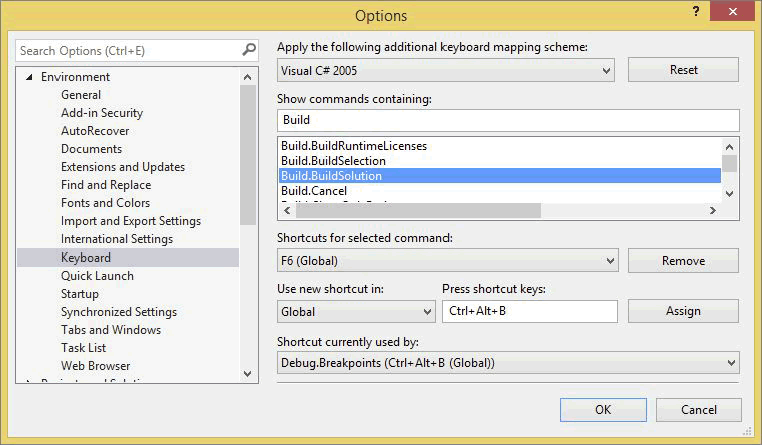 Options
?
Search Options (Ctrl+E)
Environment
General
Add-in Security
AutoRecover
Documents
Extensions and Updates
Find and Replace
Fonts and Colors
Import and Export Settings
International Settings
Keyboard
Quick Launch
Startup
Synchronized Settings
Tabs and Windows
Task List
Web Browser
Apply the following additional keyboard mapping scheme:
Visual C# 2005
Reset
Show commands containing:
Build
Build.BuildRuntimeLicenses
Build.BuildSelection
Build.BuildSolution
Build.Cancel
Shortcuts for selected command:
F6 (Global)
Remove
Use new shortcut in:
Press shortcut keys:
Global
Ctrl+Alt+B
Assign
Shortcut currently used by:
Debug.Breakpoints (Ctrl+Alt+B (Global))
OK
Cancel